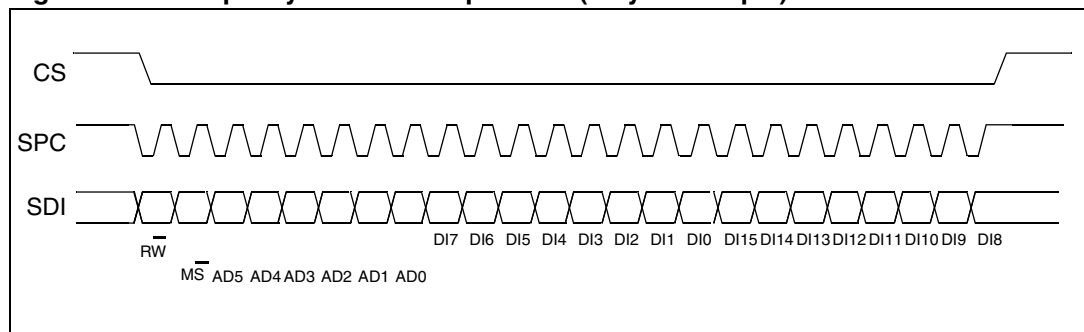 CS
SPC
SDI
DI7 DI6 DI5 DI4 DI3 DI2 DI1 DI0 DI15 DI14 DI13 DI12 DI11 DI10 DI9 DI8
RW
MS AD5 AD4 AD3 AD2 AD1 AD0